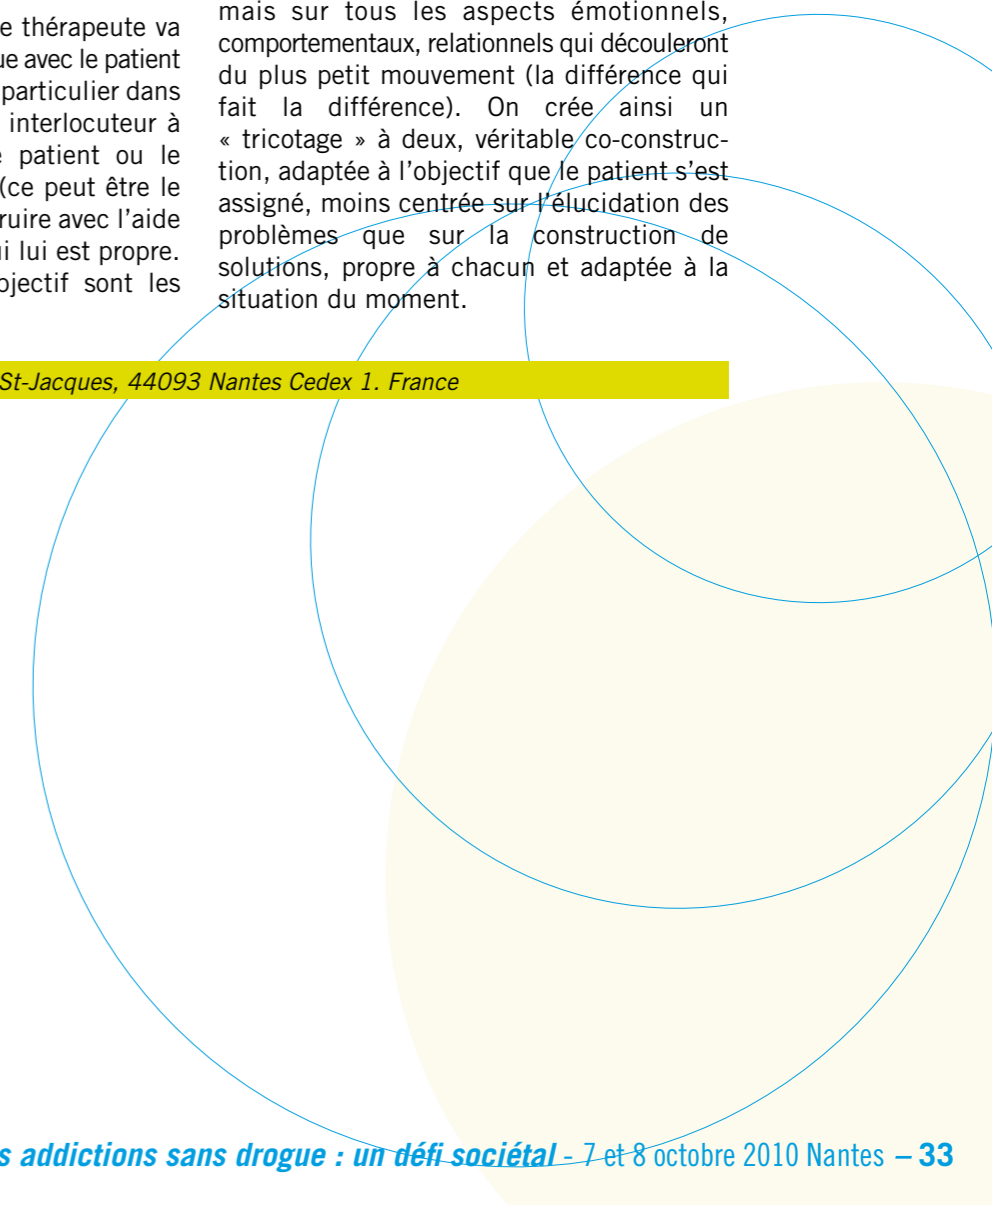 e thérapeute va
ue avec le patient
particulier dans
interlocuteur à
e patient ou le
(ce peut être le
ruire avec l'aide
i lui est propre.
bjectif sont les
mais sur tous les aspects émotionnels,
comportementaux, relationnels qui découleront
du plus petit mouvement (la différence qui
fait la différence). On crée ainsi un
« tricotage » à deux, véritable co-construc-
tion, adaptée à l'objectif que le patient s'est
assigné, moins centrée sur l'élucidation des
problèmes que sur la construction de
solutions, propre à chacun et adaptée à la
situation du moment.
St-Jacques, 44093 Nantes Cedex 1. France
s addictions sans drogue : un défi sociétal - 7 et 8 octobre 2010 Nantes – 33